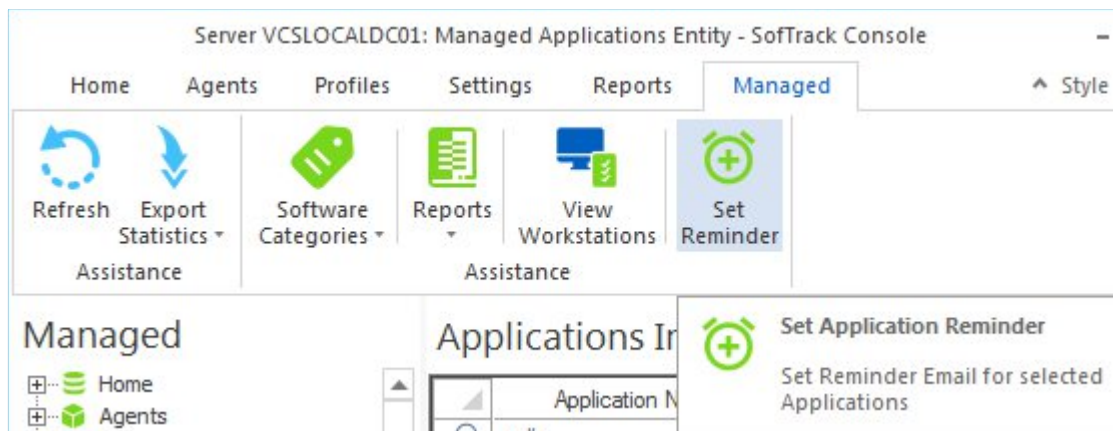 Server VCSLOCALDC01: Managed Applications Entity - SofTrack Console
Home Agents Profiles Settings Reports Managed Style
Refresh
Export
Statistics
Software
Categories
Reports
View
Workstations
Set
Reminder
Assistance
Assistance
Managed
Home
Agents
Applications In
Application N
Set Application Reminder
Set Reminder Email for selected
Applications